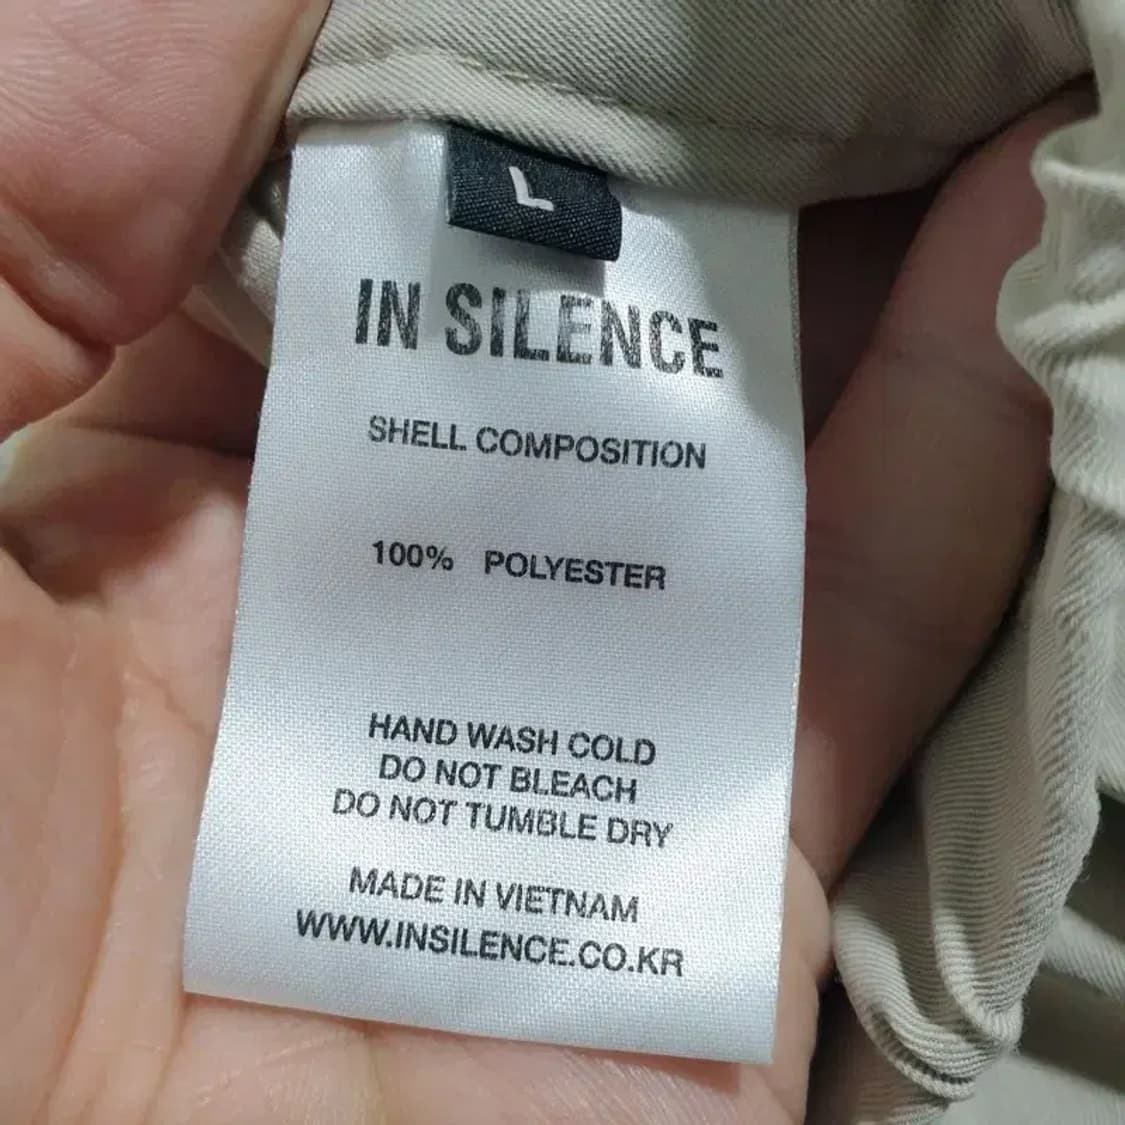 L
IN SILENCE
SHELL COMPOSITION
100% POLYESTER
HAND WASH COLD
DO NOT BLEACH
DO NOT TUMBLE DRY
MADE IN VIETNAM
WWW.INSILENCE.CO.KR